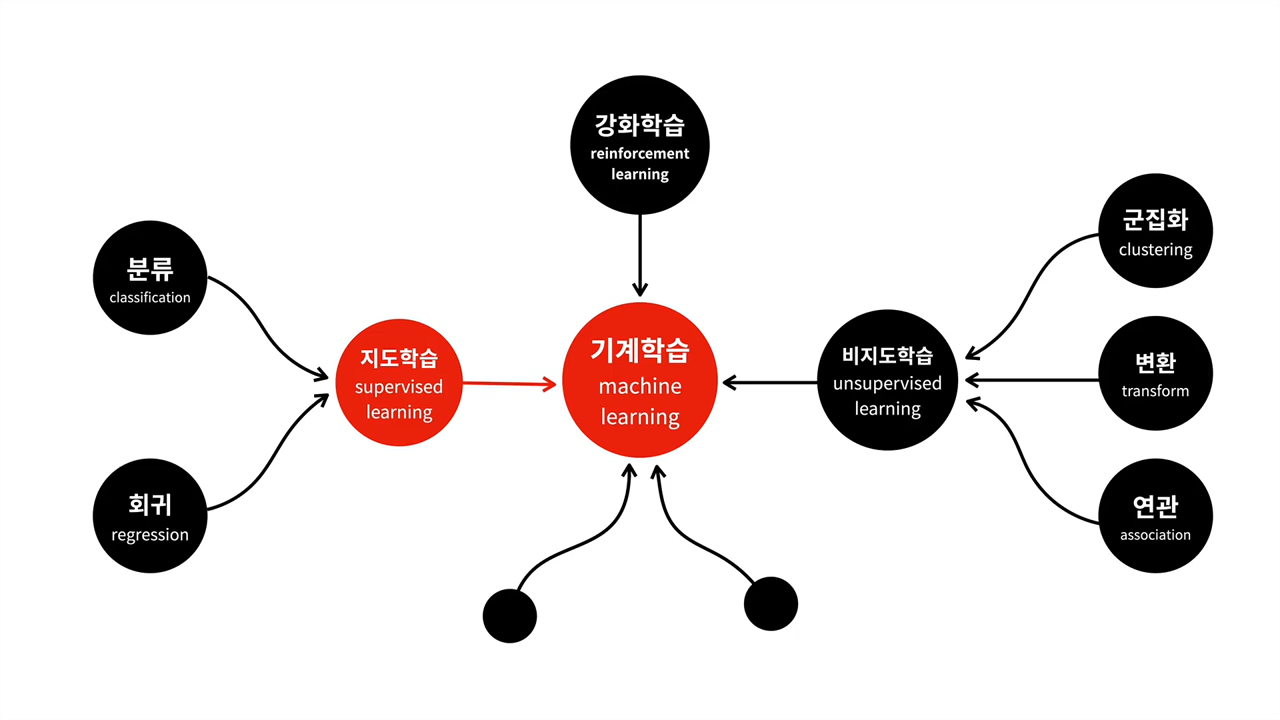 강화학습
reinforcement
learning
분류
classification
회귀
regression
지도학습
supervised
learning
기계학습
machine
learning
비지도학습
unsupervised
learning
군집화
clustering
변환
transform
연관
association